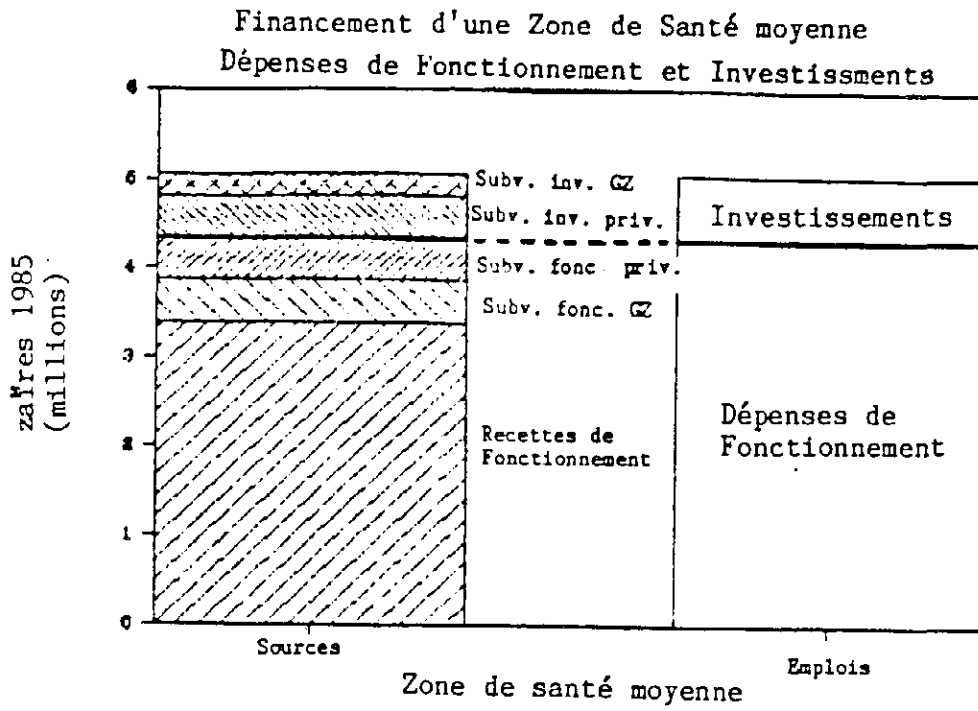 Financement d'une Zone de Santé moyenne
Dépenses de Fonctionnement et Investissments
zaïres 1985
(millions)
6
5
4
3
2
1
0
Subv. inv. GZ
Subv. inv. priv.
Subv. fonc. priv.
Subv. fonc. GZ
Recettes de
Fonctionnement
Investissements
Dépenses de
Fonctionnement
Sources
Emplois
Zone de santé moyenne